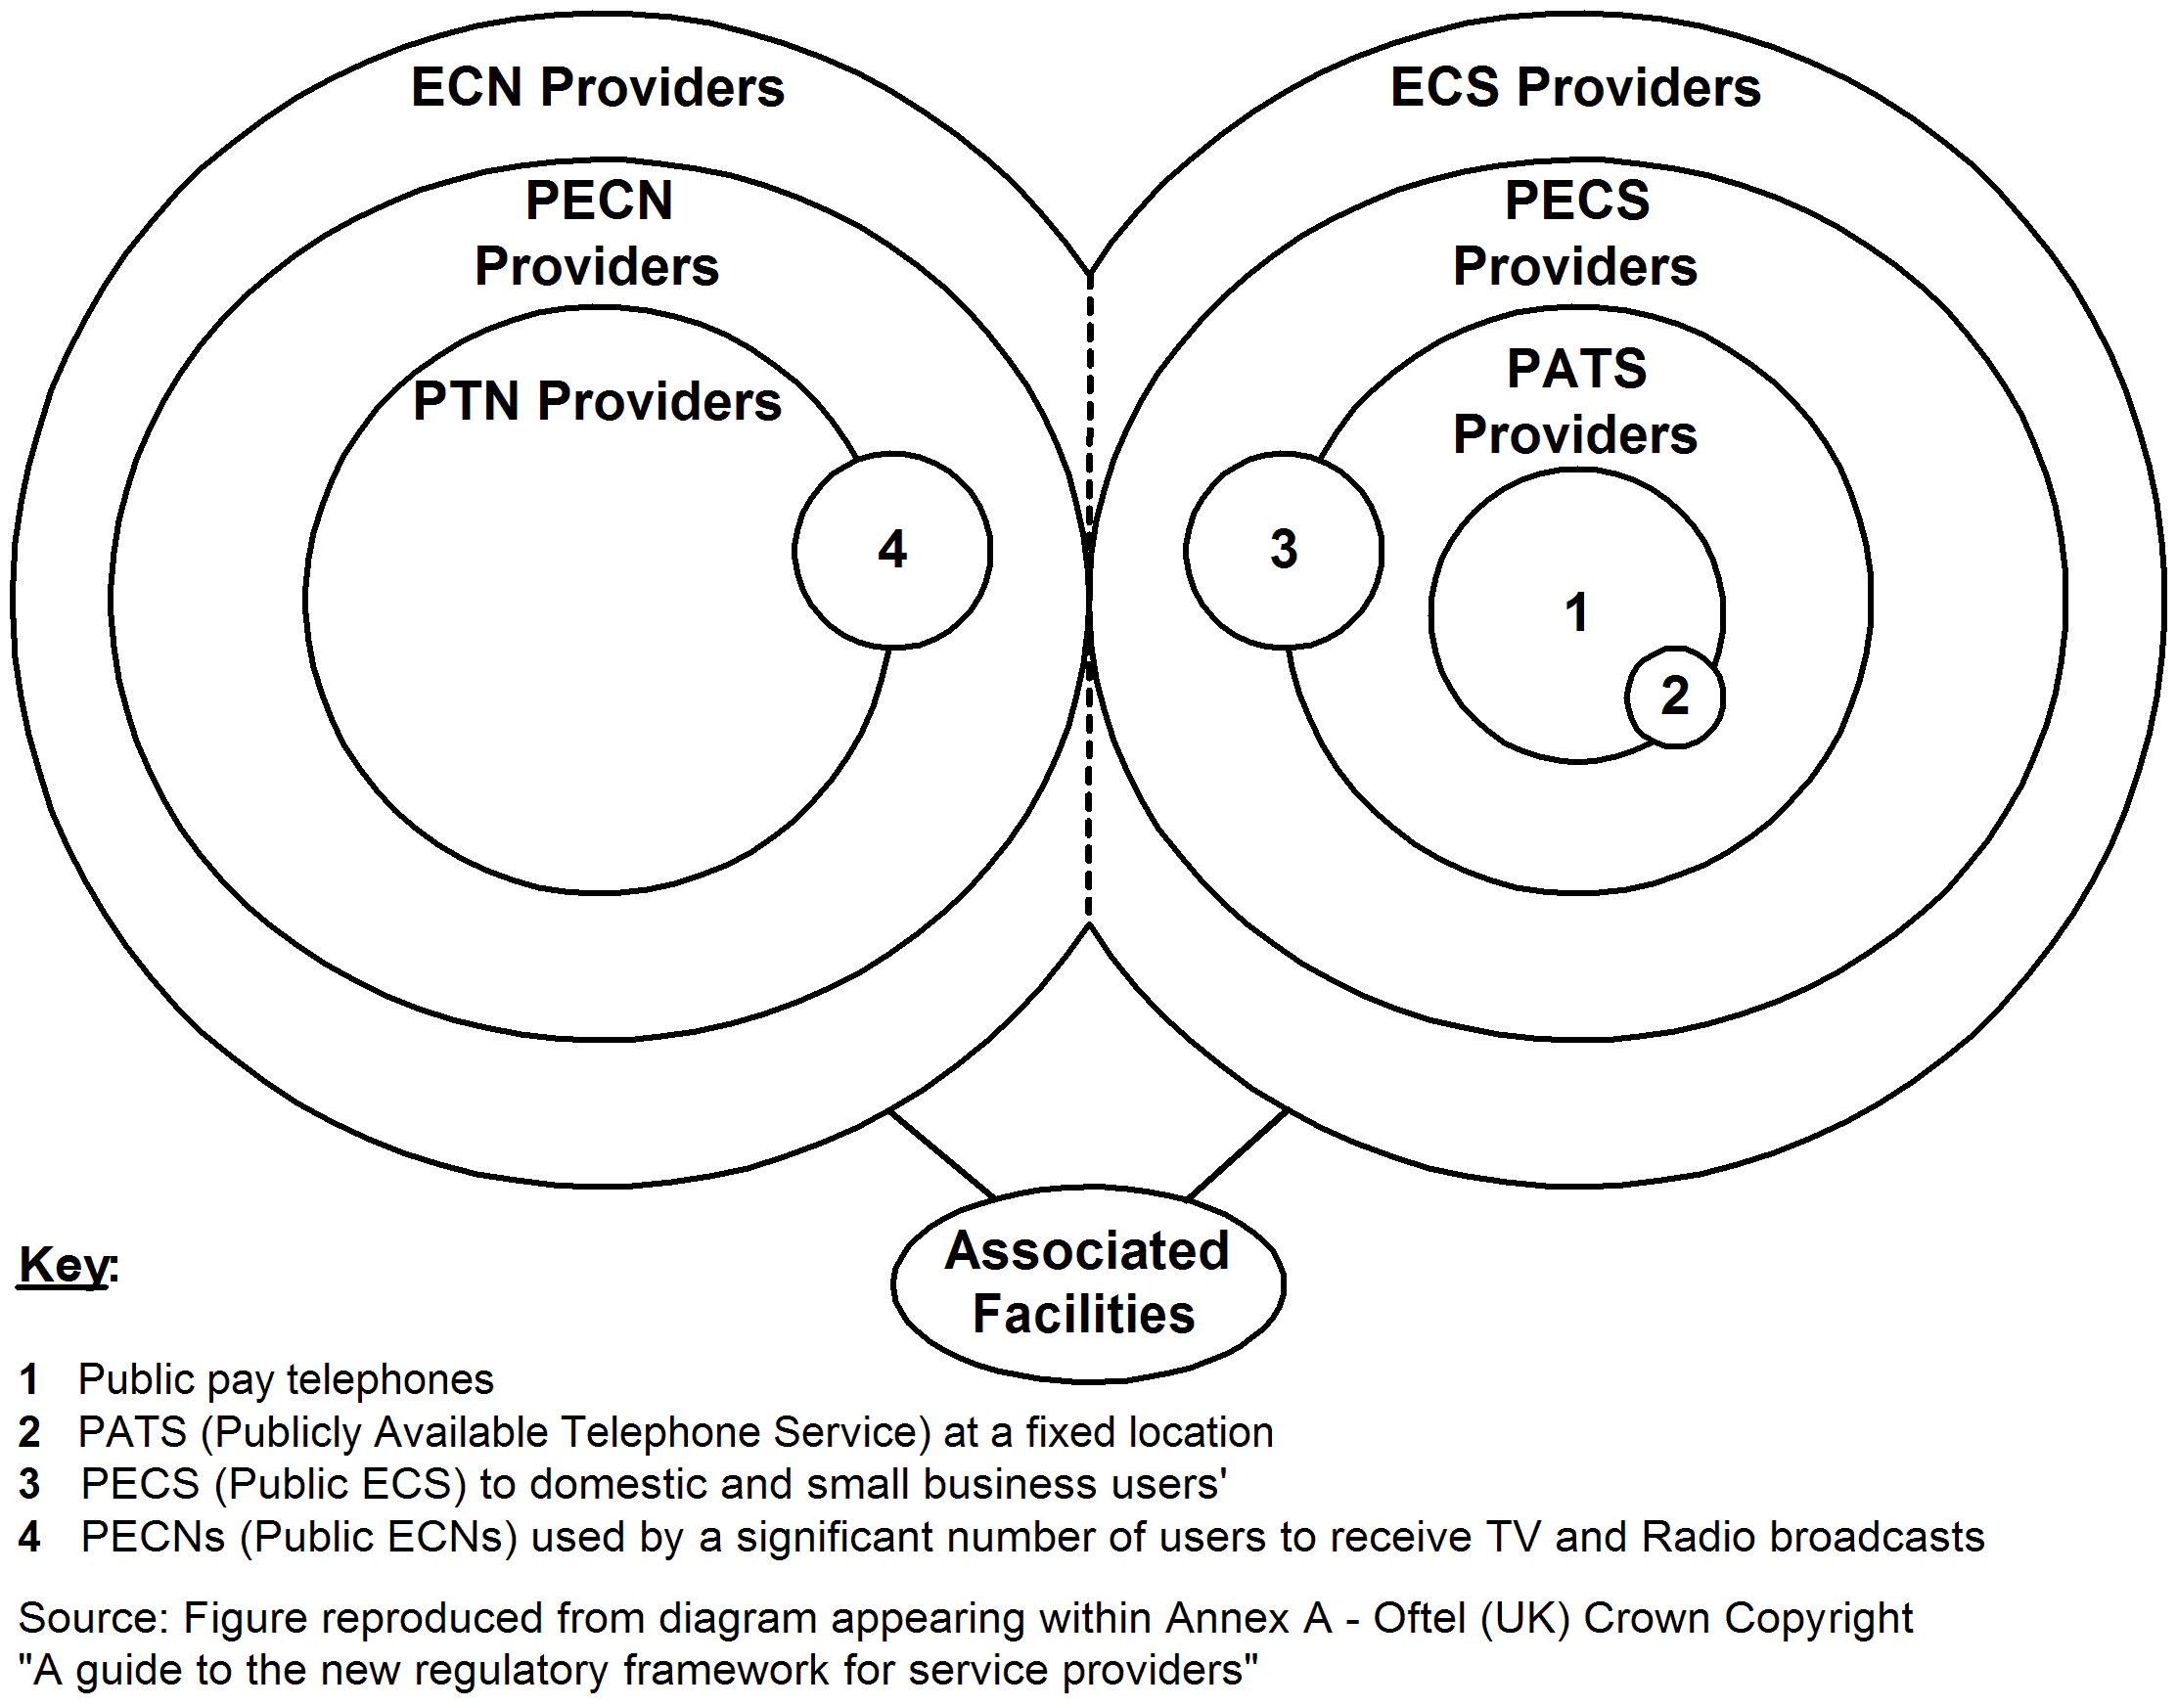 ECN Providers
ECS Providers
PECN
Providers
PECS
Providers
PTN Providers
PATS
Providers
4
3
1
2
Associated
Facilities
Key:
1 Public pay telephones
2 PATS (Publicly Available Telephone Service) at a fixed location
3 PECS (Public ECS) to domestic and small business users'
4 PECNs (Public ECNs) used by a significant number of users to receive TV and Radio broadcasts
Source: Figure reproduced from diagram appearing within Annex A - Oftel (UK) Crown Copyright
"A guide to the new regulatory framework for service providers"